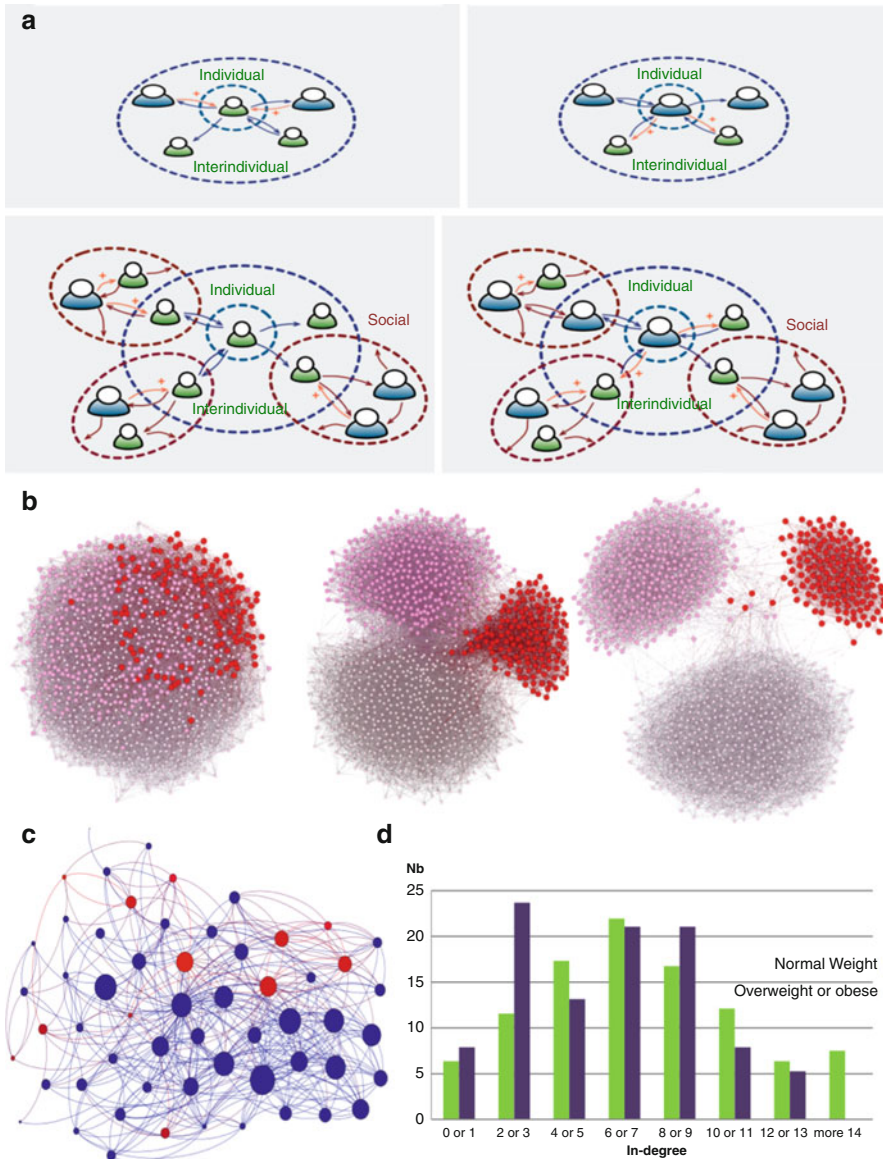 a
Individual
Interindividual
Individual
Interindividual
Individual
Social
Interindividual
Individual
Social
Interindividual
b
c
d
Nb
25
20
15
10
5
0
Normal Weight
Overweight or obese
0 or 1 2 or 3 4 or 5 6 or 7 8 or 9 10 or 11 12 or 13 more 14
In-degree